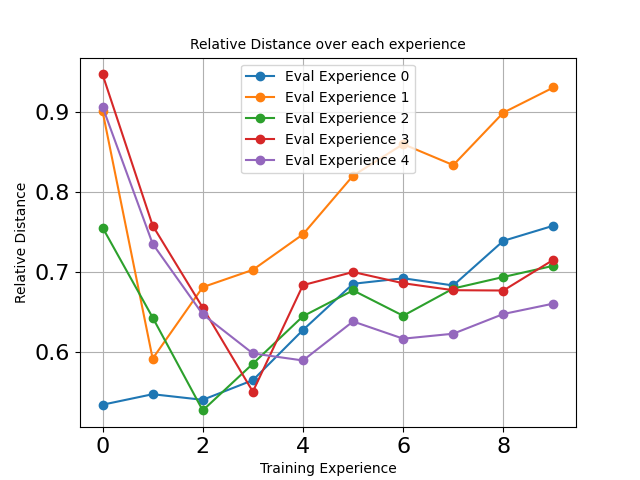 Relative Distance over each experience
Eval Experience 0
Eval Experience 1
Eval Experience 2
Eval Experience 3
Eval Experience 4
0.9
0.8
0.7
0.6
Relative Distance
0 2 4 6 8
Training Experience